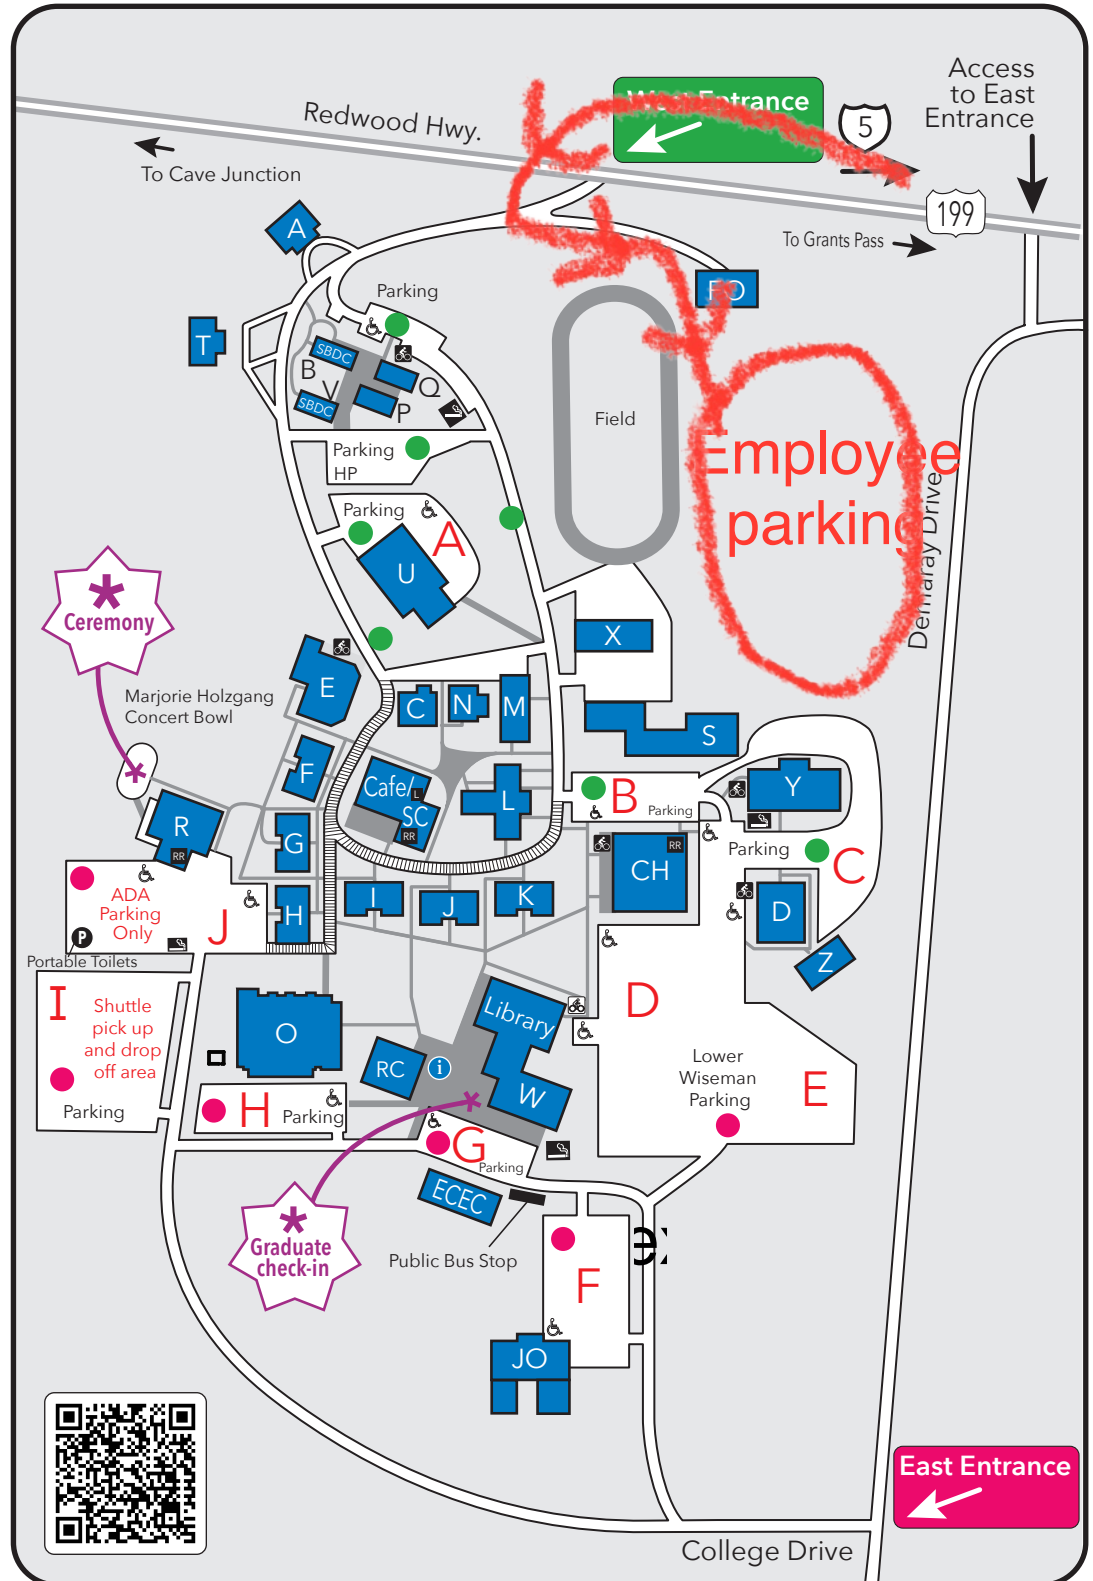 Access
to East
Entrance
West Entrance
5
Redwood Hwy.
To Cave Junction
199
To Grants Pass
A
Parking
T
SBDC
B
V
Q
SBDC
P
Field
Parking
HP
Employee
parking
Demaray Drive
Parking
A
U
Ceremony
X
E
Marjorie Holzgang
Concert Bowl
C
N
M
S
F
Cafe/
L
SC
RR
L
B
Parking
Y
R
RR
G
RR
CH
Parking
C
ADA
Parking
Only
J
H
I
J
K
D
P
Portable Toilets
Z
I
Shuttle
pick up
and drop
off area
Parking
O
Library
D
RC
i
W
Lower
Wiseman
Parking
E
H
Parking
G
Parking
ECEC
Graduate
check-in
Public Bus Stop
F
JO
East Entrance
College Drive